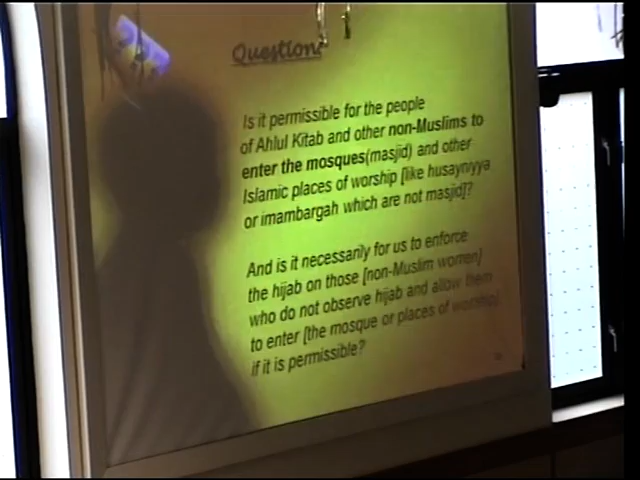 Question:
Is it permissible for the people
of Ahlul Kitab and other non-Muslims to
enter the mosques(masjid) and other
Islamic places of worship [like husayniyya
or imambargah which are not masjid]?
And is it necessarily for us to enforce
the hijab on those [non-Muslim women]
who do not observe hijab and allow them
to enter [the mosque or places of worship]
if it is permissible?